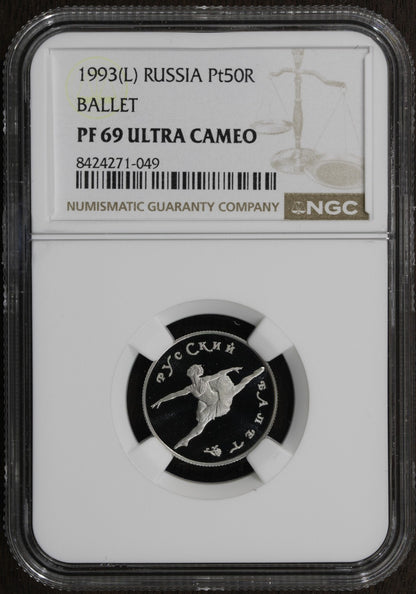 1993(L) RUSSIA Pt50R
BALLET
PF 69 ULTRA CAMEO
8424271-049
NUMISMATIC GUARANTY COMPANY
NGC
РУССКИЙ
БАЛЕТ